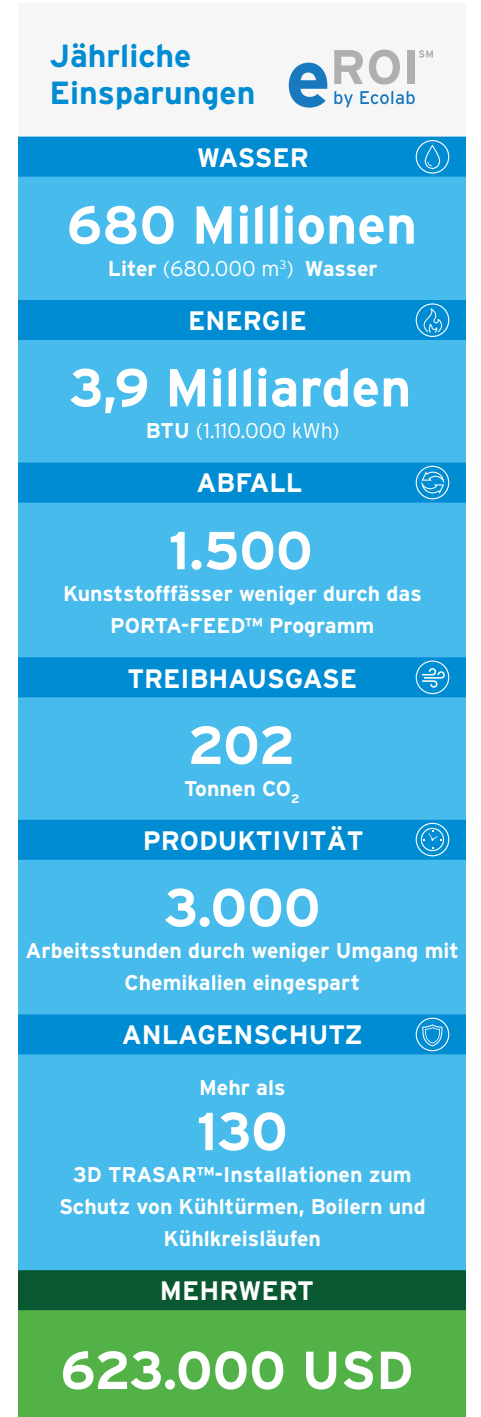 Jährliche
Einsparungen
eROI℠
by Ecolab
WASSER
680 Millionen
Liter (680.000 m³) Wasser
ENERGIE
3,9 Milliarden
BTU (1.110.000 kWh)
ABFALL
1.500
Kunststofffässer weniger durch das
PORTA-FEED™ Programm
TREIBHAUSGASE
202
Tonnen CO₂
PRODUKTIVITÄT
3.000
Arbeitsstunden durch weniger Umgang mit
Chemikalien eingespart
ANLAGENSCHUTZ
Mehr als
130
3D TRASAR™-Installationen zum
Schutz von Kühltürmen, Boilern und
Kühlkreisläufen
MEHRWERT
623.000 USD